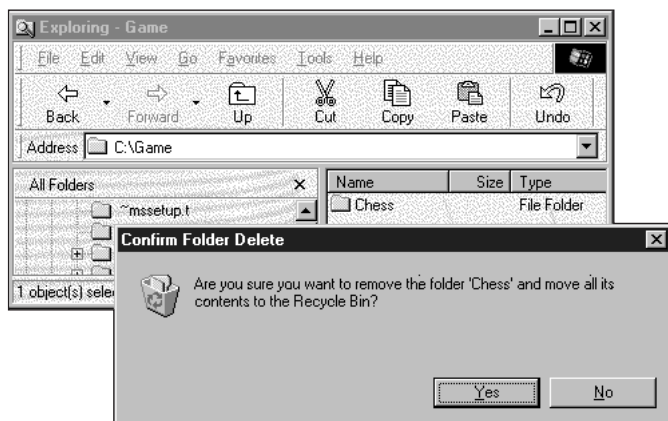 Exploring - Game
File Edit View Go Favorites Tools Help
Back Forward Up Cut Copy Paste Undo
Address C:\Game
All Folders
Name Size Type
~mssetup.t
Chess File Folder
1 object(s)
Confirm Folder Delete
Are you sure you want to remove the folder 'Chess' and move all its
contents to the Recycle Bin?
Yes No